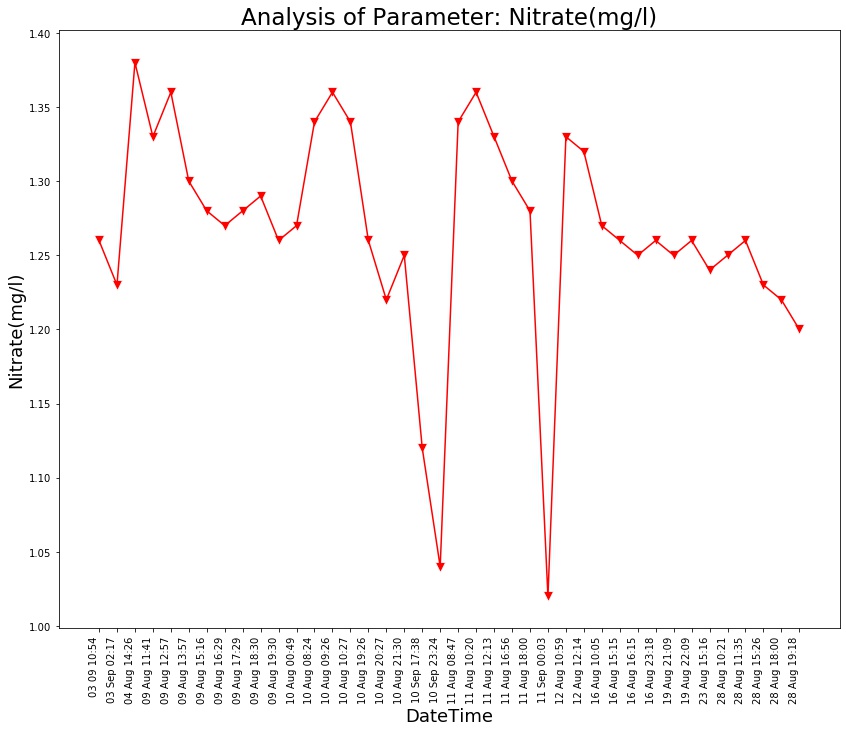 Analysis of Parameter: Nitrate(mg/l)
Nitrate(mg/l)
1.40
1.35
1.30
1.25
1.20
1.15
1.10
1.05
1.00
03 09 10:54
03 Sep 02:17
04 Aug 14:26
09 Aug 11:41
09 Aug 12:57
09 Aug 13:57
09 Aug 15:16
09 Aug 16:29
09 Aug 17:29
09 Aug 18:30
09 Aug 19:30
10 Aug 00:49
10 Aug 08:24
10 Aug 09:26
10 Aug 10:27
10 Aug 19:26
10 Aug 20:27
10 Aug 21:30
10 Sep 17:38
10 Sep 23:24
11 Aug 08:47
11 Aug 10:20
11 Aug 12:13
11 Aug 16:56
11 Aug 18:00
11 Sep 00:03
12 Aug 10:59
12 Aug 12:14
16 Aug 10:05
16 Aug 15:15
16 Aug 16:15
16 Aug 23:18
19 Aug 21:09
19 Aug 22:09
23 Aug 15:16
28 Aug 10:21
28 Aug 11:35
28 Aug 15:26
28 Aug 18:00
28 Aug 19:18
DateTime